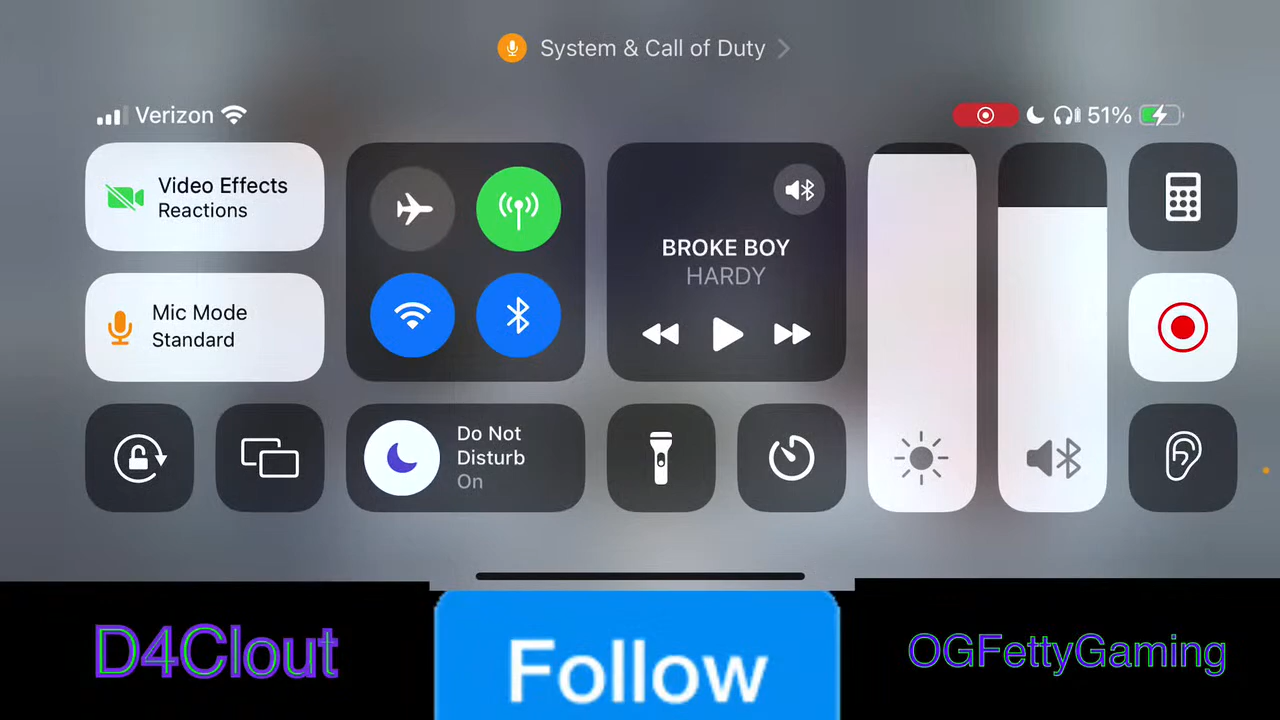 System & Call of Duty
Verizon
51%
Video Effects
Reactions
Mic Mode
Standard
BROKE BOY
HARDY
Do Not
Disturb
On
D4Clout
Follow
OGFettyGaming